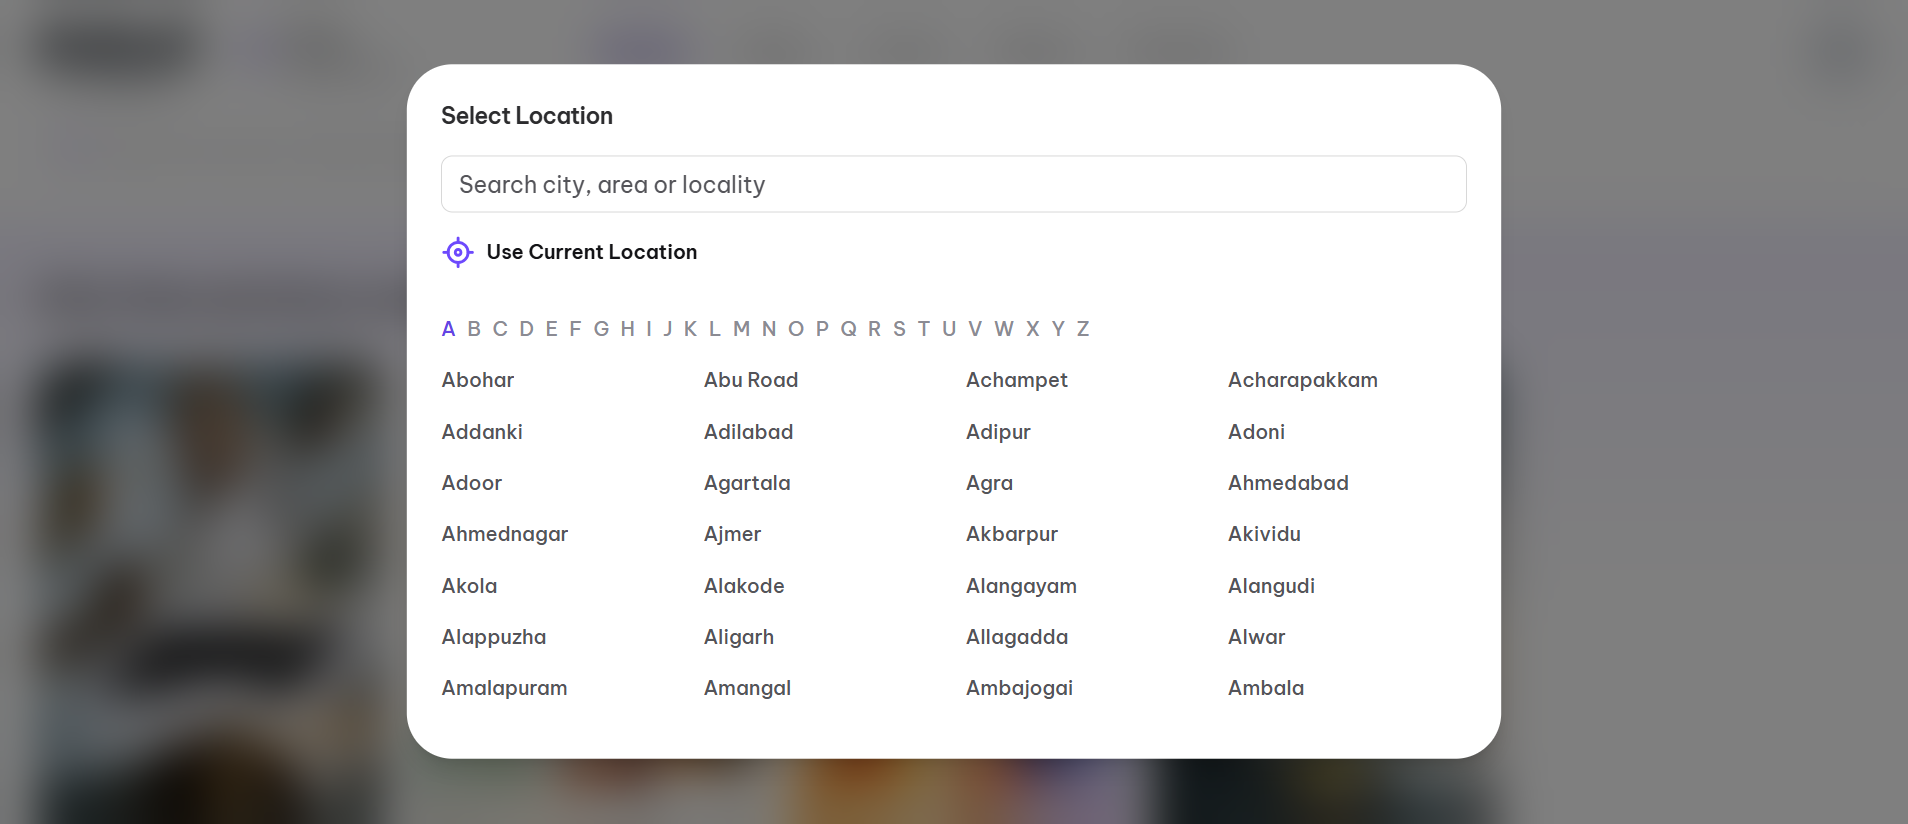 Select Location
Search city, area or locality
Use Current Location
A B C D E F G H I J K L M N O P Q R S T U V W X Y Z
Abohar Abu Road Achampet Acharapakkam
Addanki Adilabad Adipur Adoni
Adoor Agartala Agra Ahmedabad
Ahmednagar Ajmer Akbarpur Akividu
Akola Alakode Alangayam Alangudi
Alappuzha Aligarh Allagadda Alwar
Amalapuram Amangal Ambajogai Ambala